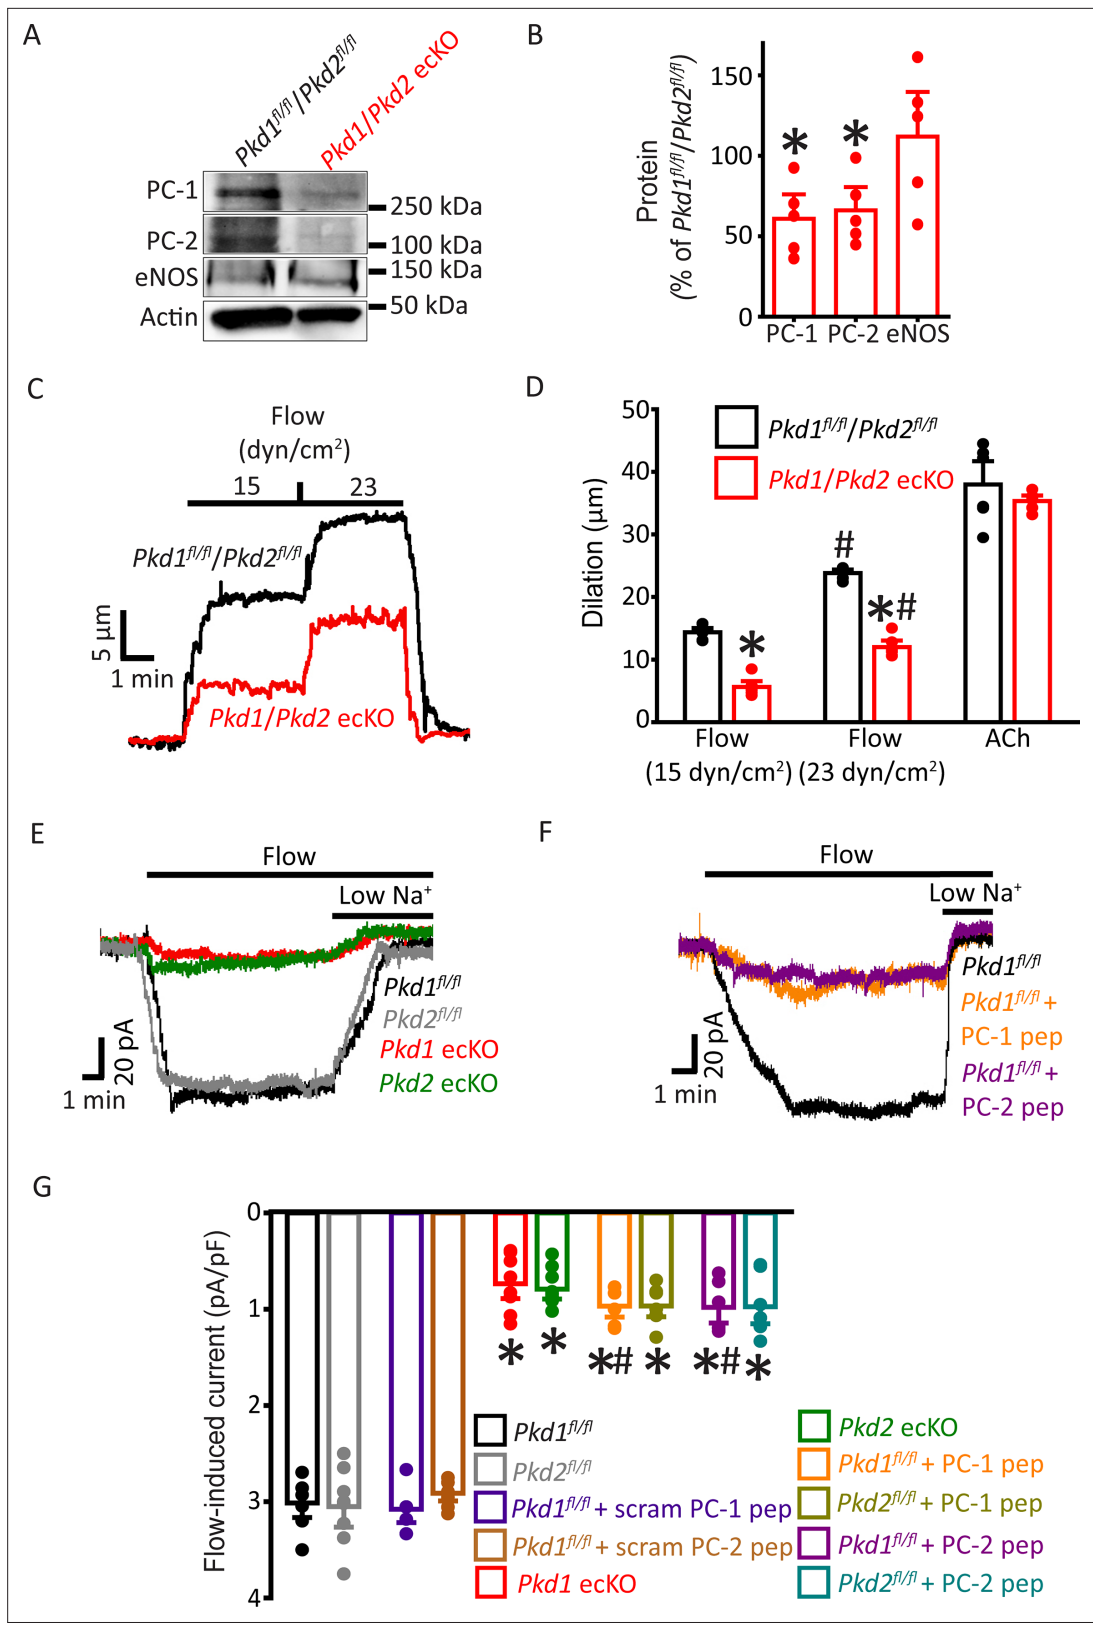 A
Pkd1fl/fl/Pkd2fl/fl
Pkd1/Pkd2 ecKO
PC-1
250 kDa
PC-2
100 kDa
eNOS
150 kDa
Actin
50 kDa
B
Protein
(% of Pkd1fl/fl/Pkd2fl/fl)
150
100
50
0
* *
PC-1 PC-2 eNOS
C
Flow
(dyn/cm2)
15 23
Pkd1fl/fl/Pkd2fl/fl
5 µm
1 min
Pkd1/Pkd2 ecKO
D
Dilation (µm)
50
40
30
20
10
0
Pkd1fl/fl/Pkd2fl/fl
Pkd1/Pkd2 ecKO
*
#
*#
Flow
(15 dyn/cm2)
Flow
(23 dyn/cm2)
ACh
E
Flow
Low Na+
Pkd1fl/fl
Pkd2fl/fl
Pkd1 ecKO
Pkd2 ecKO
20 pA
1 min
F
Flow
Low Na+
Pkd1fl/fl
Pkd1fl/fl +
PC-1 pep
Pkd1fl/fl +
PC-2 pep
20 pA
1 min
G
Flow-induced current (pA/pF)
0
1
2
3
4
* * *# * *# *
Pkd1fl/fl
Pkd2fl/fl
Pkd1fl/fl + scram PC-1 pep
Pkd1fl/fl + scram PC-2 pep
Pkd1 ecKO
Pkd2 ecKO
Pkd1fl/fl + PC-1 pep
Pkd2fl/fl + PC-1 pep
Pkd1fl/fl + PC-2 pep
Pkd2fl/fl + PC-2 pep